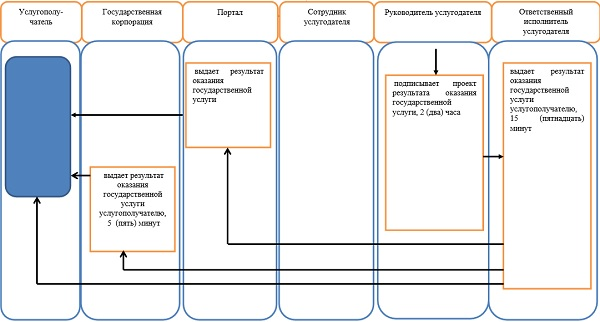 Услугополу-
чатель
Государственная
корпорация
Портал
Сотрудник
услугодателя
Руководитель услугодателя
Ответственный
исполнитель
услугодателя
выдает результат
оказания
государственной
услуги
подписывает проект
результата оказания
государственной
услуги, 2 (два) часа
выдает результат
оказания
государственной
услуги
услугополучателю,
15 (пятнадцать)
минут
выдает результат
оказания
государственной
услуги
услугополучателю,
5 (пять) минут